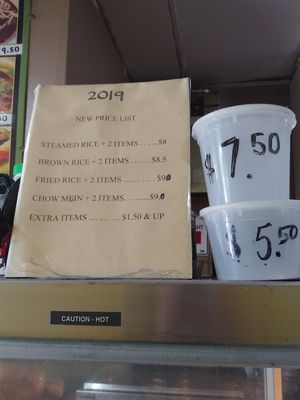 9.50
2019
NEW PRICE LIST
STEAMED RICE + 2 ITEMS..... ... $8
BROWN RICE + 2 ITEMS........ $8.5
FRIED RICE + 2 ITEMS ...... ... . $9
CHOW MEIN + 2 ITEMS...........$9
EXTRA ITEMS ... ... ... $1.50 & UP
$7.50
$5.50
CAUTION - HOT